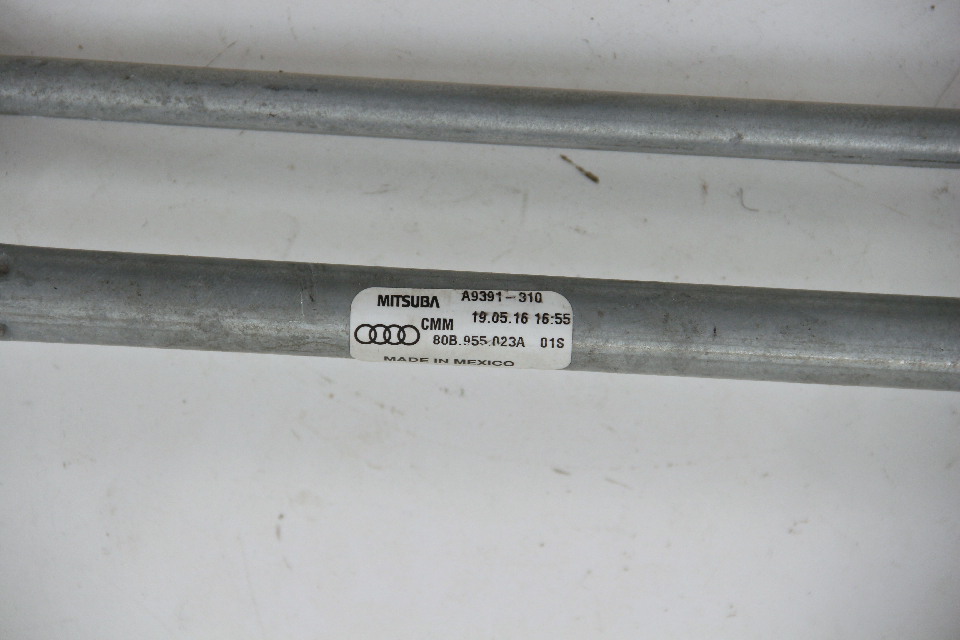 MITSUBA A9391-310
CMM 19.05.16 16:55
80B.955.023A 01S
MADE IN MEXICO